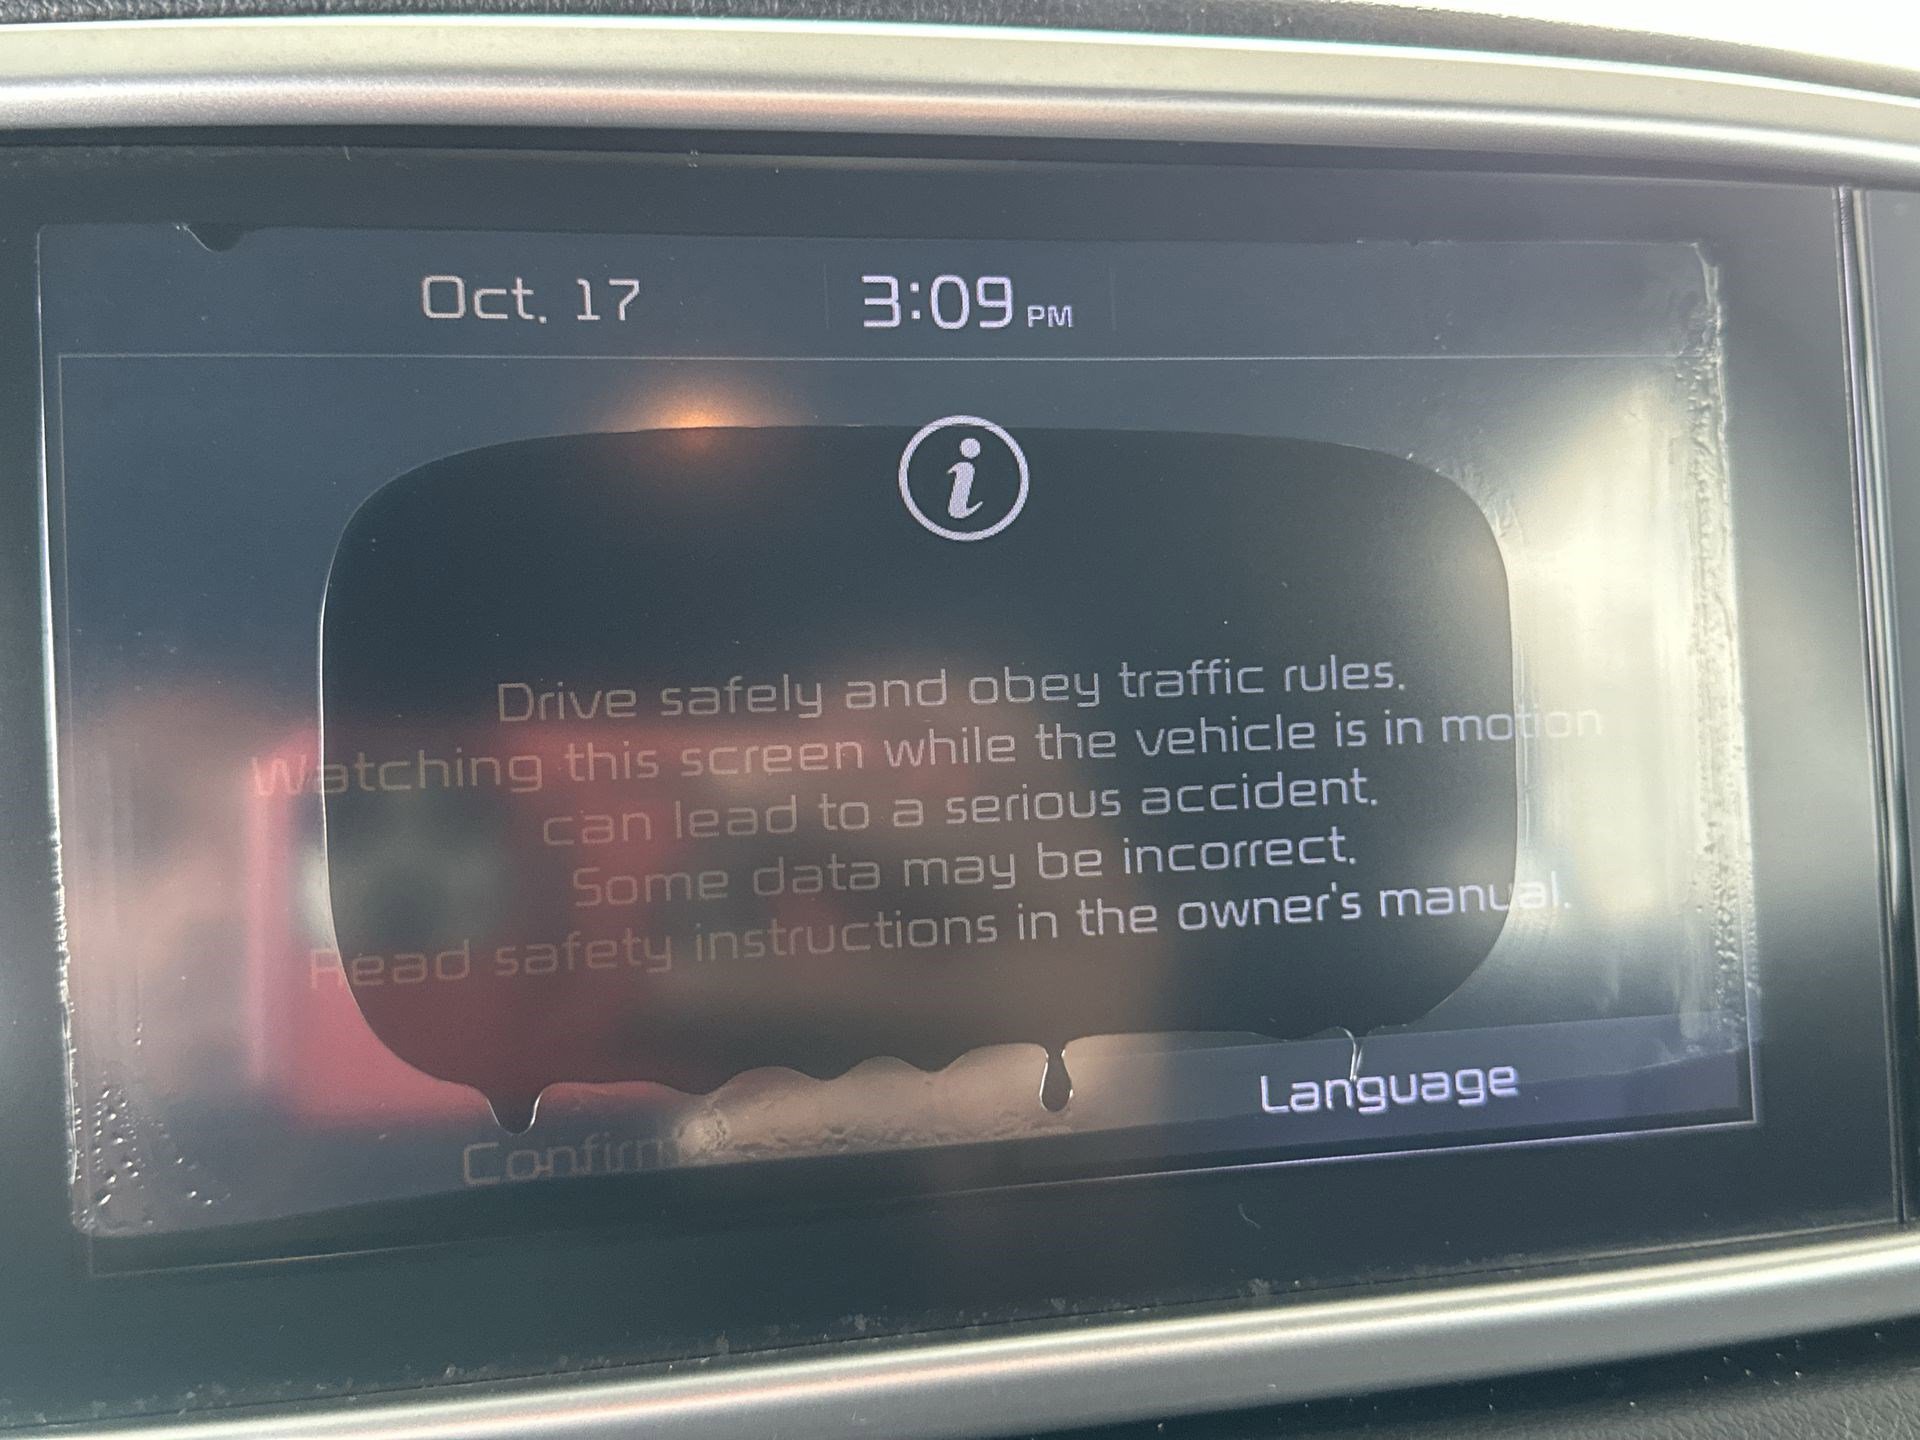 Oct. 17
3:09 PM
Drive safely and obey traffic rules.
Watching this screen while the vehicle is in motion
can lead to a serious accident.
Some data may be incorrect.
Read safety instructions in the owner's manual.
Confirm
Language